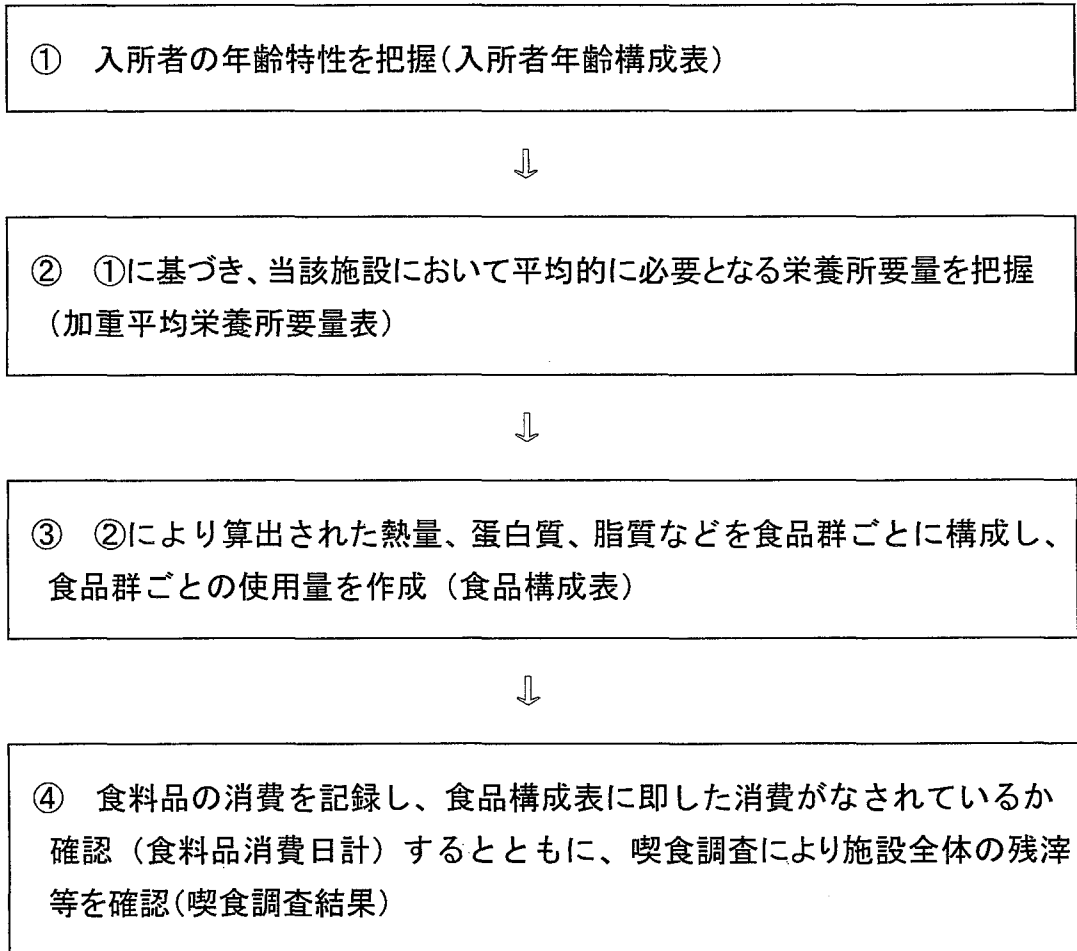 ① 入所者の年齢特性を把握(入所者年齢構成表)
⇩
② ①に基づき、当該施設において平均的に必要となる栄養所要量を把握
(加重平均栄養所要量表)
⇩
③ ②により算出された熱量、蛋白質、脂質などを食品群ごとに構成し、
食品群ごとの使用量を作成(食品構成表)
⇩
④ 食料品の消費を記録し、食品構成表に即した消費がなされているか
確認(食料品消費日計)するとともに、喫食調査により施設全体の残滓
等を確認(喫食調査結果)